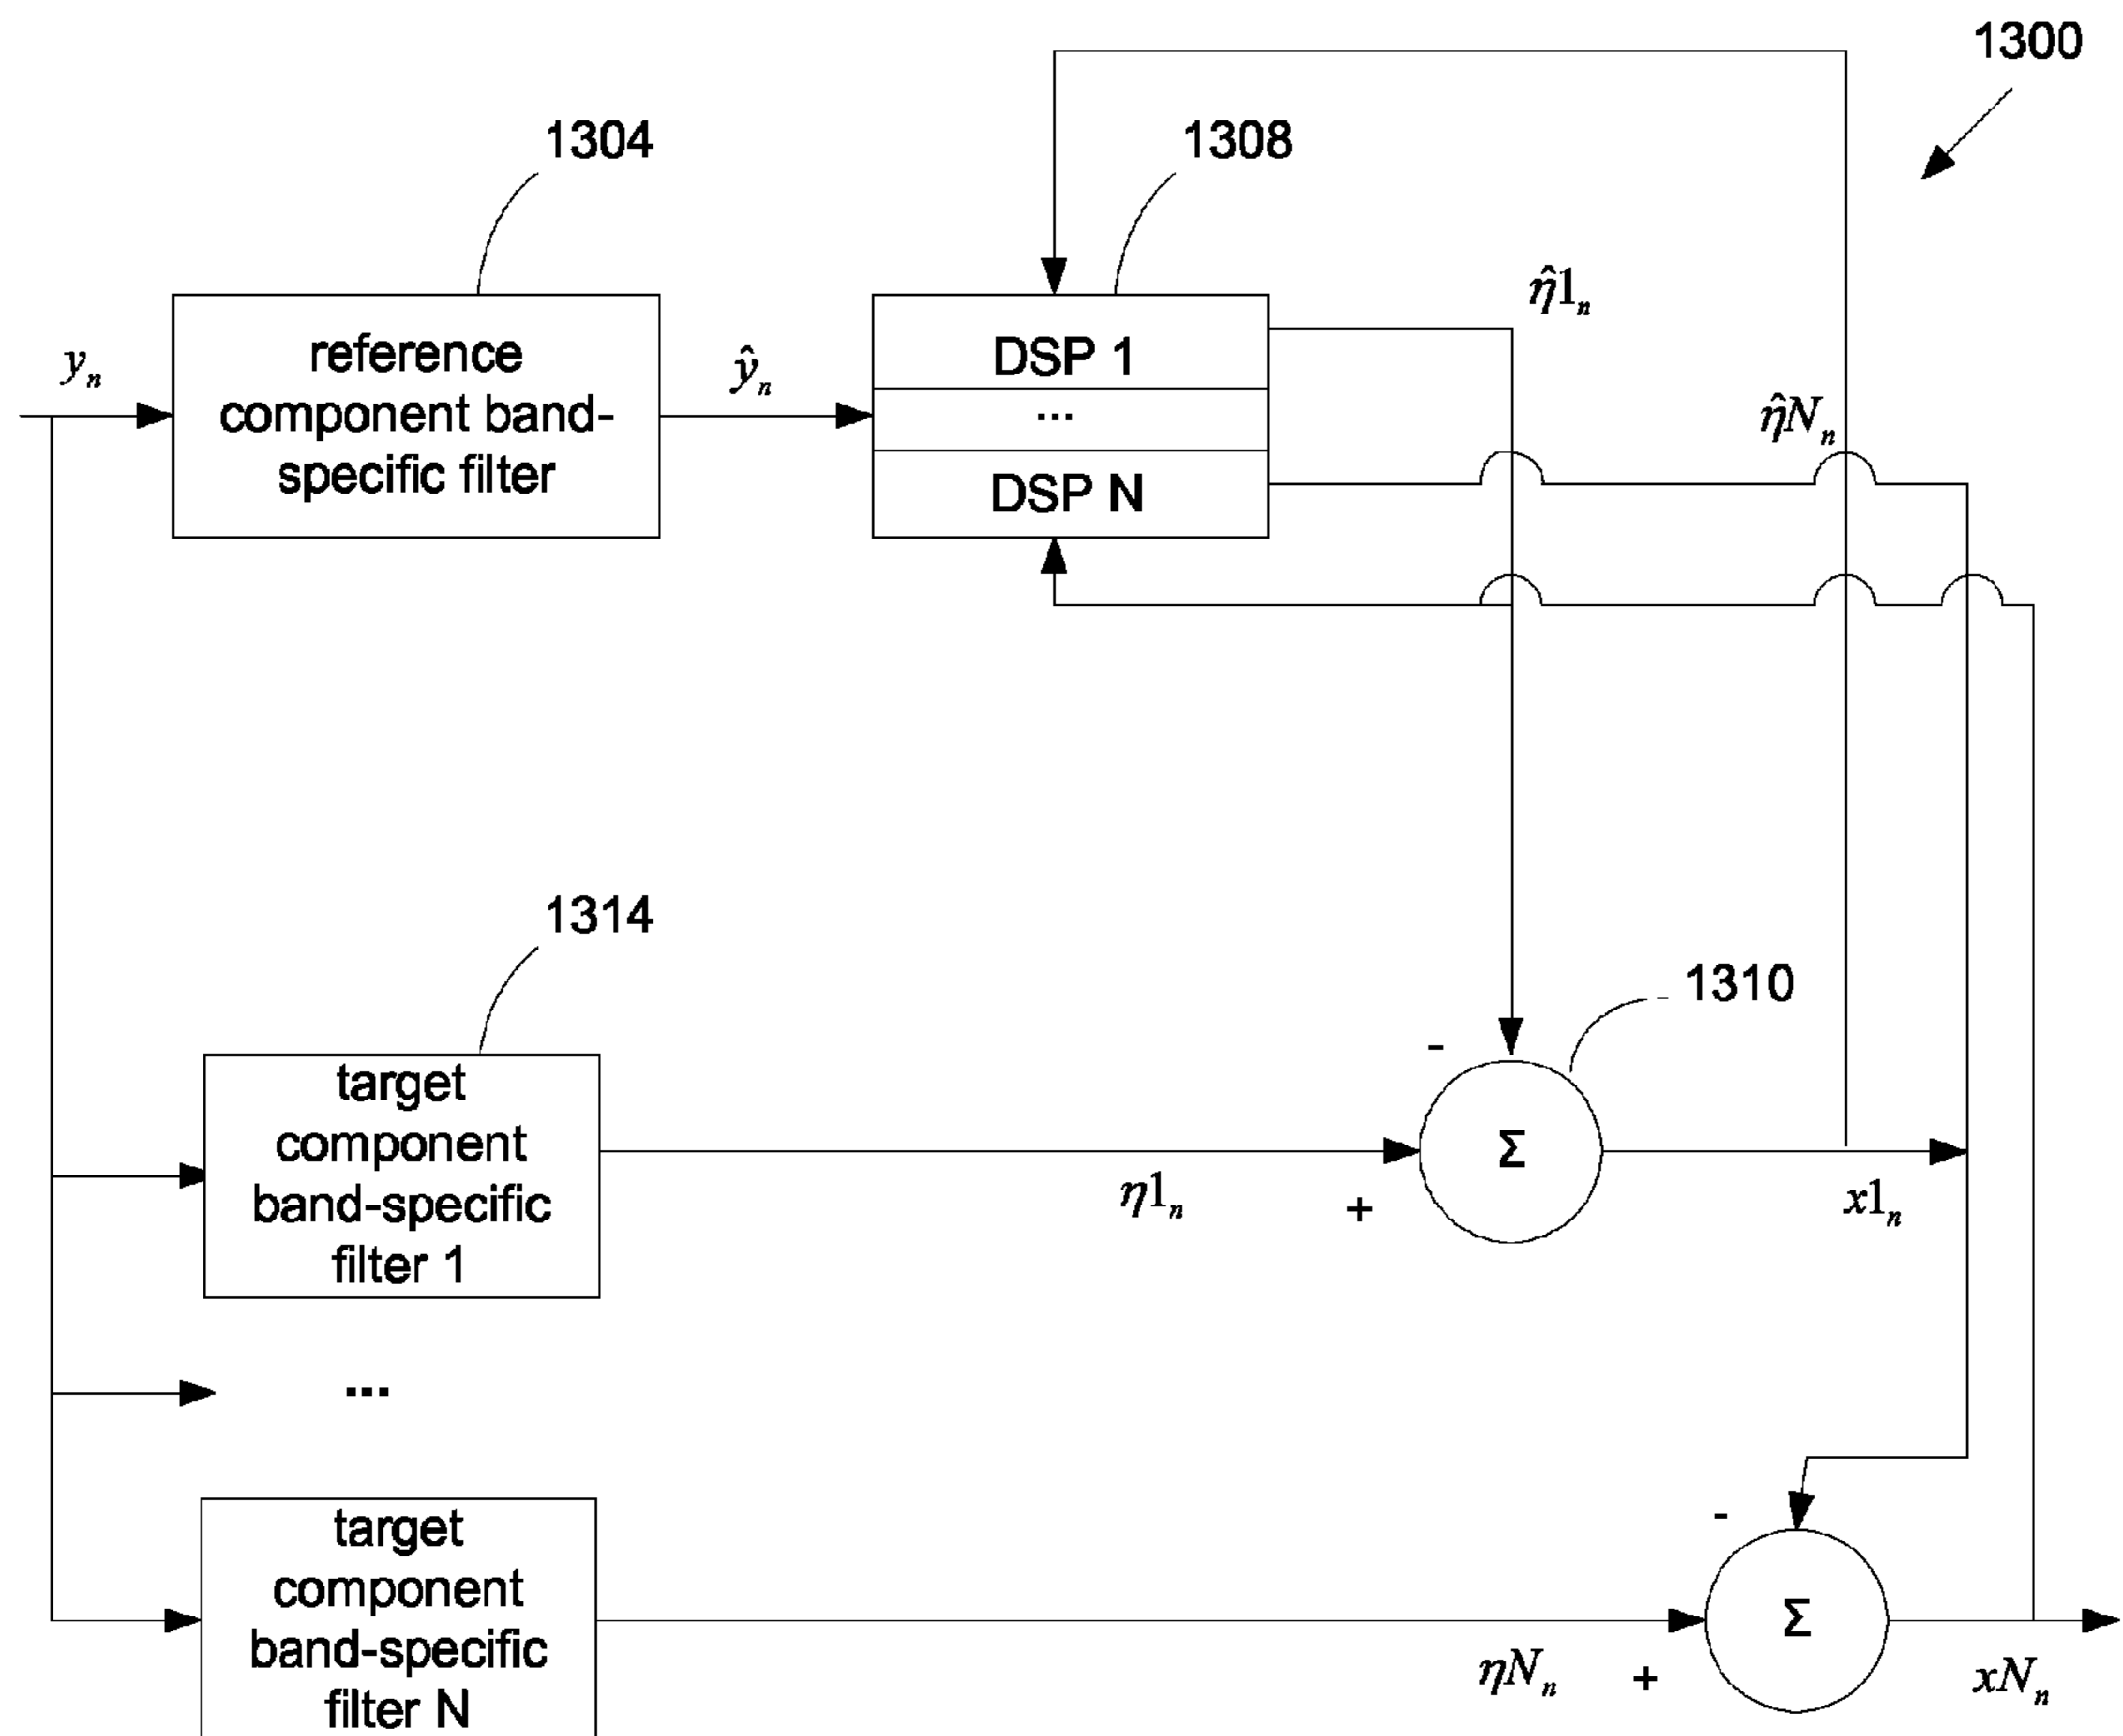 1300
1304
1308
η̂1ₙ
yₙ
reference
component band-
specific filter
ŷₙ
DSP 1
...
DSP N
η̂Nₙ
1314
1310
target
component
band-specific
filter 1
-
Σ
η1ₙ
+
x1ₙ
...
target
component
band-specific
filter N
-
Σ
ηNₙ
+
xNₙ